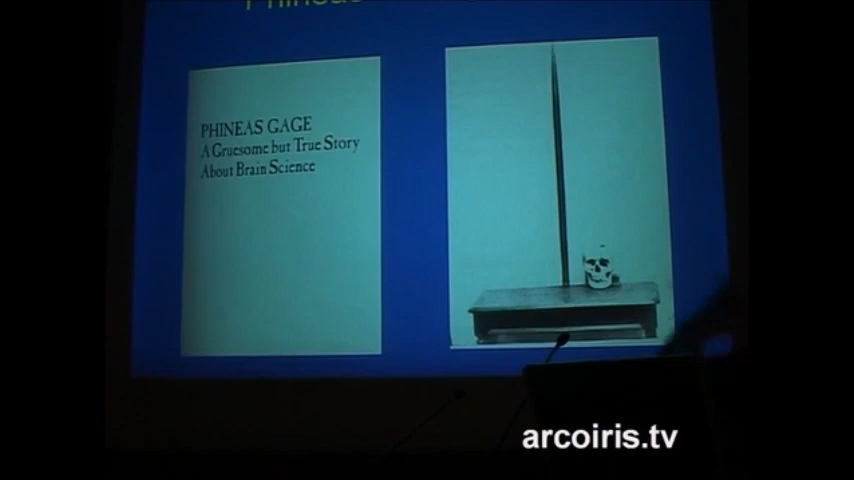 PHINEAS GAGE
A Gruesome but True Story
About Brain Science
arcoiris.tv